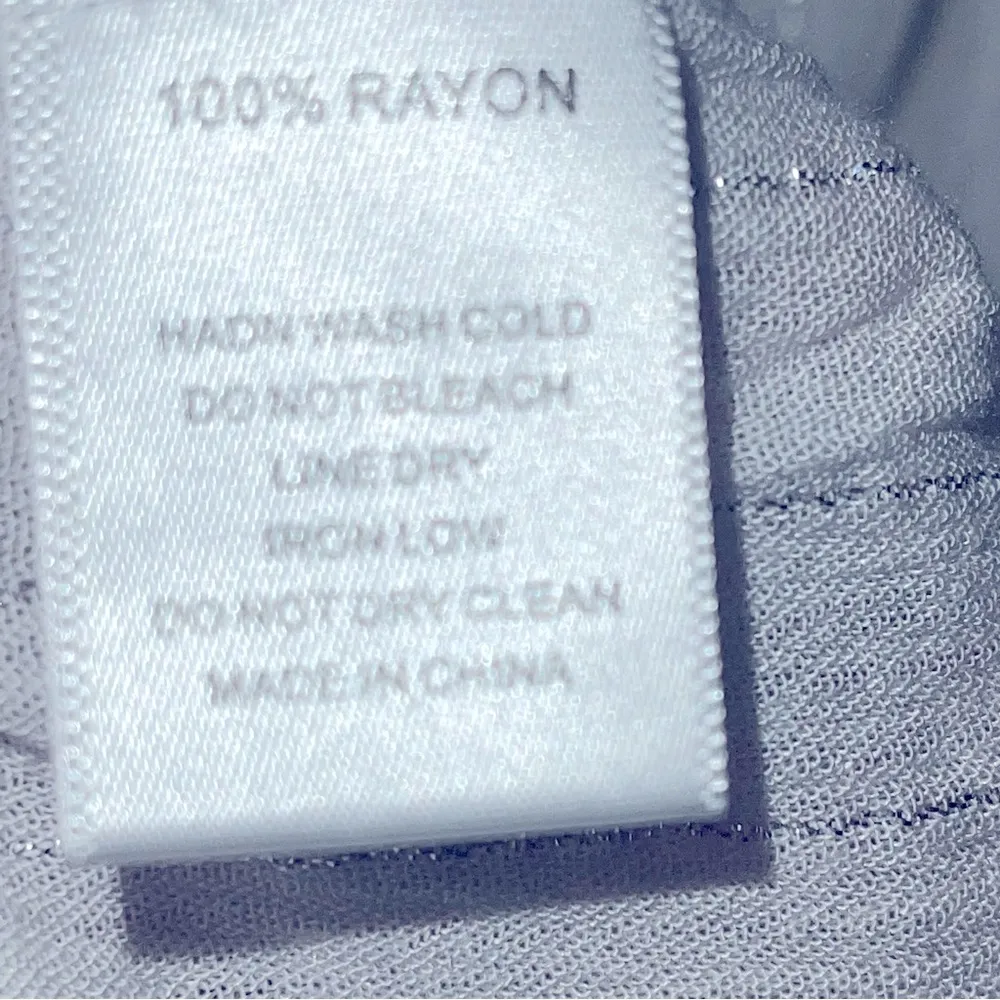 100% RAYON
HADN WASH COLD
DO NOT BLEACH
LINE DRY
IRON LOW
DO NOT DRY CLEAN
MADE IN CHINA